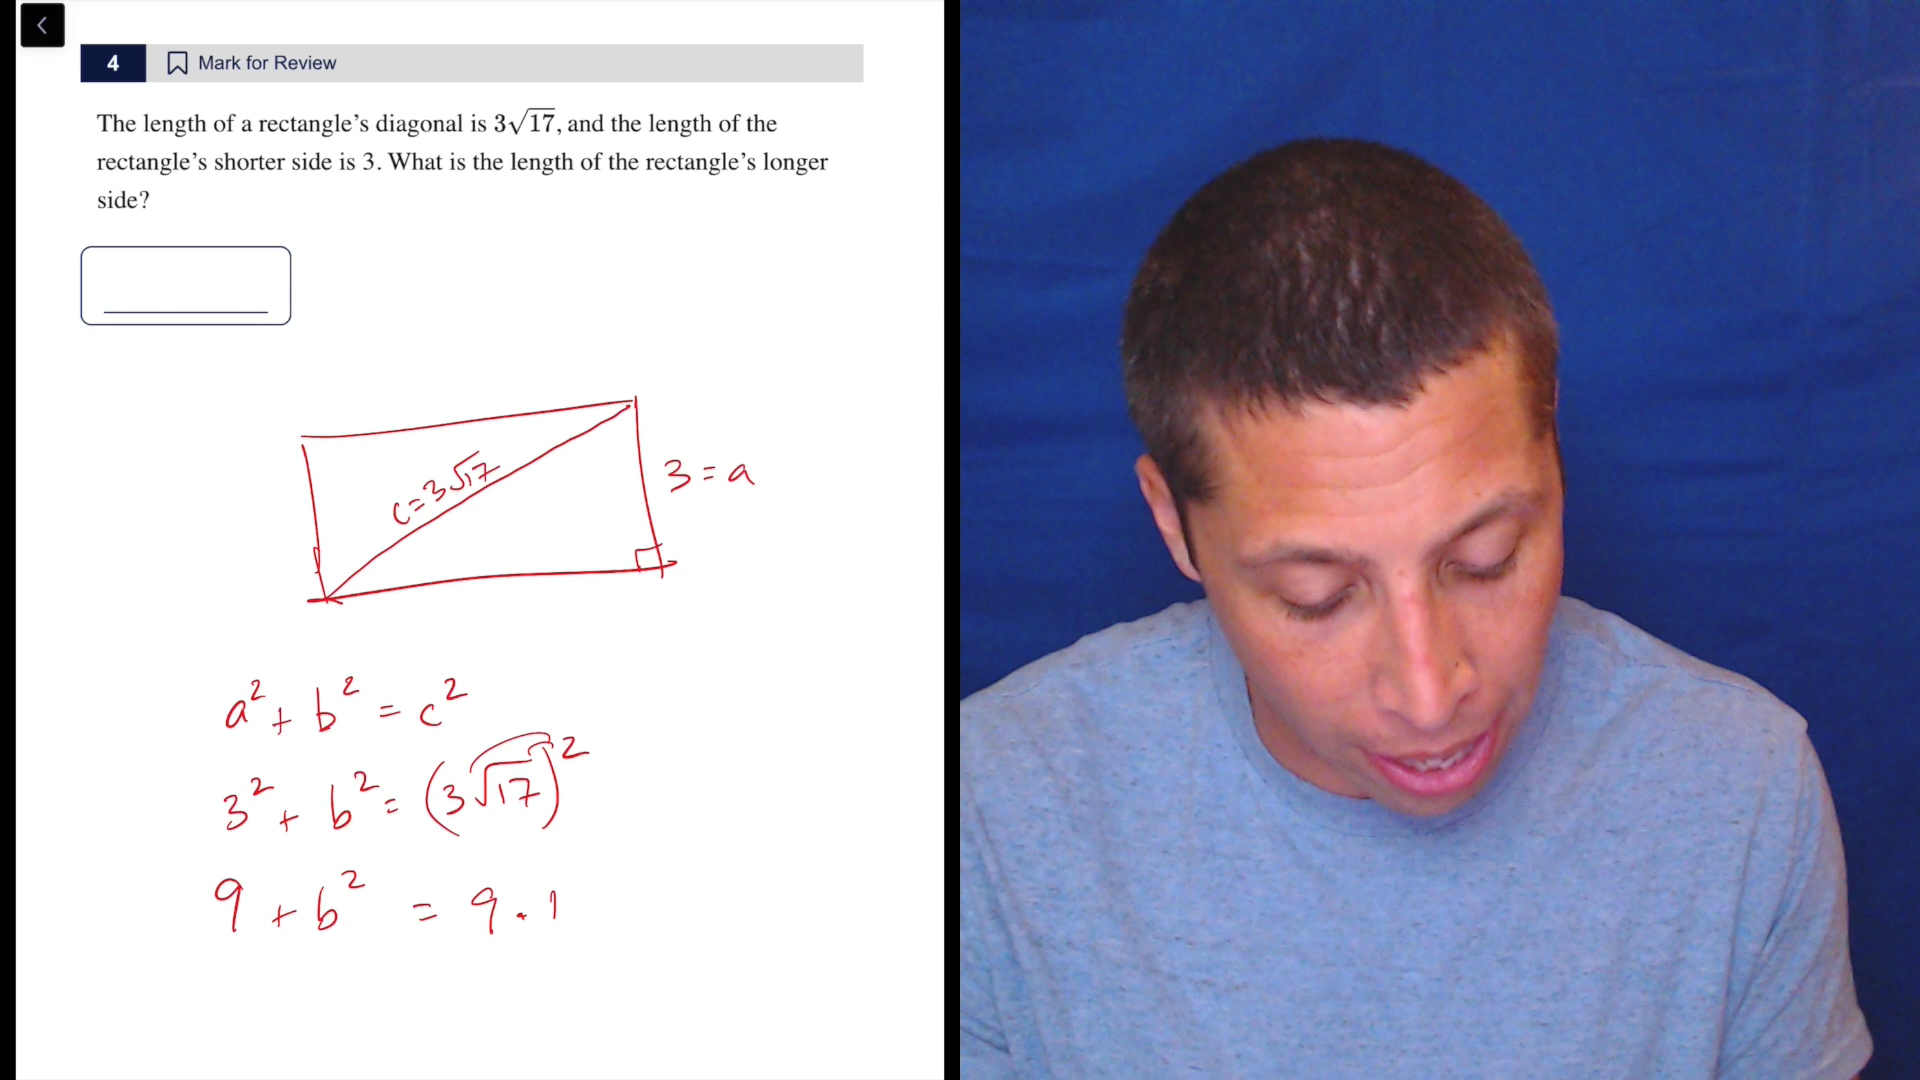 4 Mark for Review
The length of a rectangle’s diagonal is 3√17, and the length of the
rectangle’s shorter side is 3. What is the length of the rectangle’s longer
side?
c=3√17
3 = a
a² + b² = c²
3² + b² = (3√17)²
9 + b² = 9 · 1